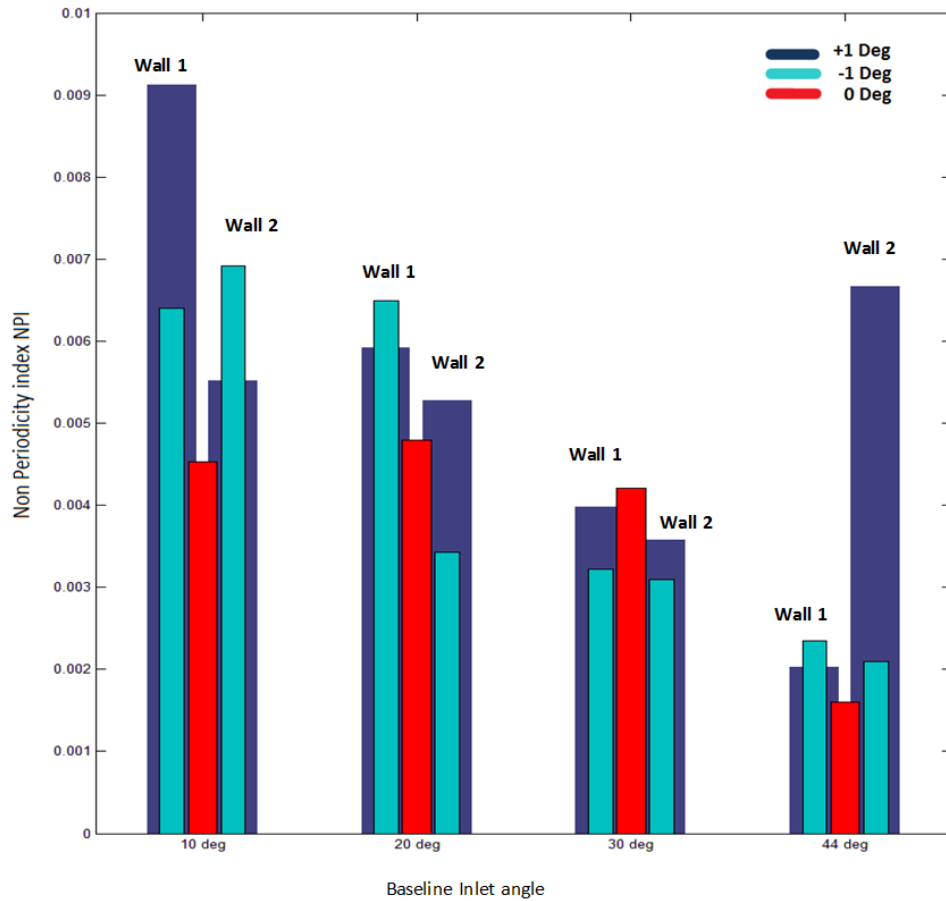 0.01
+1 Deg
-1 Deg
0 Deg
Wall 1
0.009
0.008
Wall 2
0.007
Wall 1
Wall 2
0.006
Wall 2
0.005
Wall 1
0.004
Wall 2
0.003
Wall 1
0.002
0.001
0
Non Periodicity index NPI
10 deg 20 deg 30 deg 44 deg
Baseline Inlet angle